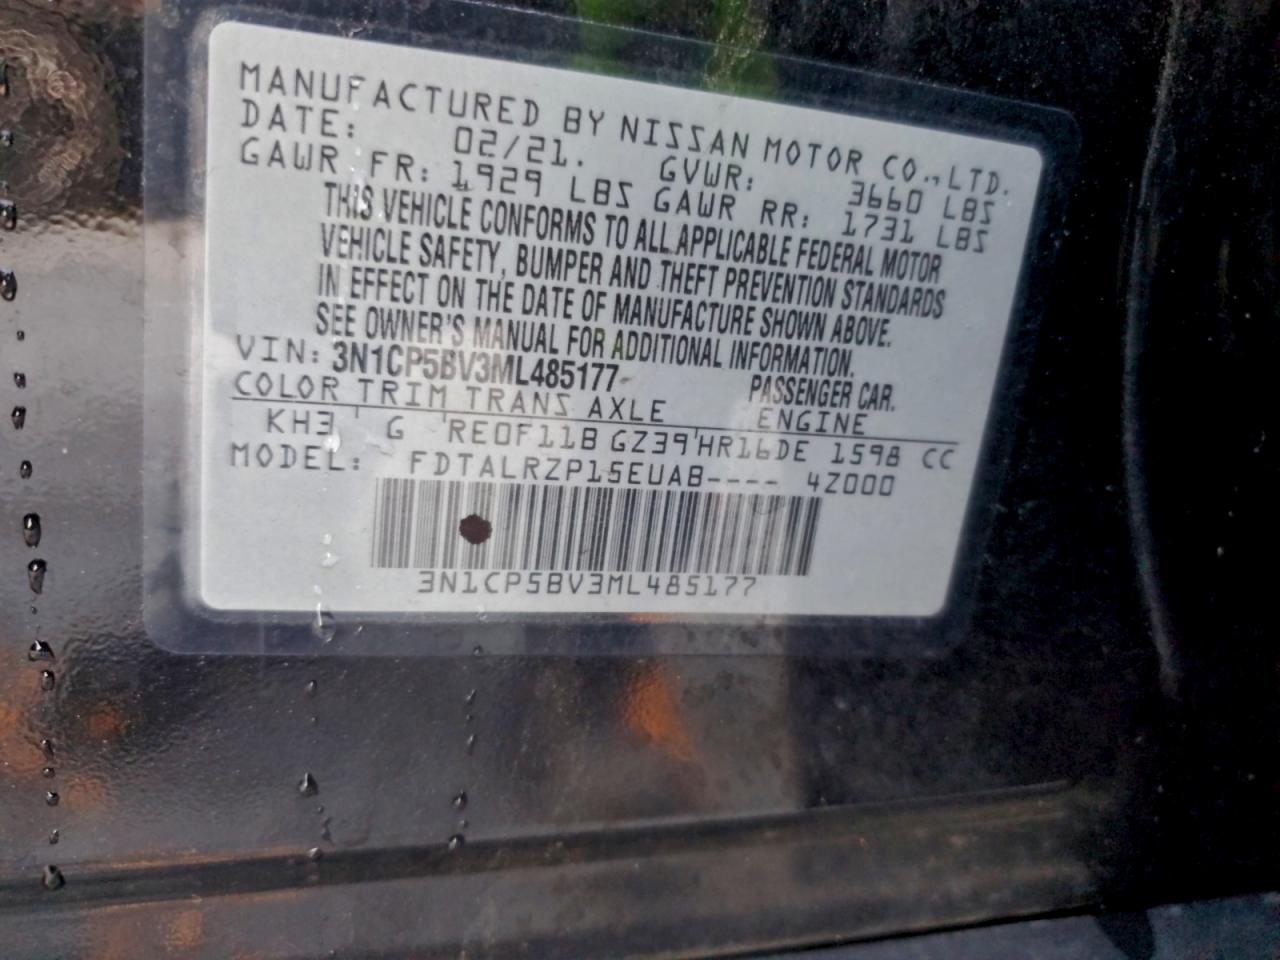 MANUFACTURED BY NISSAN MOTOR CO.,LTD.
DATE: 02/21. GVWR: 3660 LBS
GAWR FR: 1929 LBS GAWR RR: 1731 LBS
THIS VEHICLE CONFORMS TO ALL APPLICABLE FEDERAL MOTOR
VEHICLE SAFETY, BUMPER AND THEFT PREVENTION STANDARDS
IN EFFECT ON THE DATE OF MANUFACTURE SHOWN ABOVE.
SEE OWNER'S MANUAL FOR ADDITIONAL INFORMATION.
VIN: 3N1CP5BV3ML485177 PASSENGER CAR.
COLOR TRIM TRANS AXLE ENGINE
KH3 G RE0F11B GZ39 HR16DE 1598 CC
MODEL: FDTALRZP15EUAB---- 4Z000
3N1CP5BV3ML485177